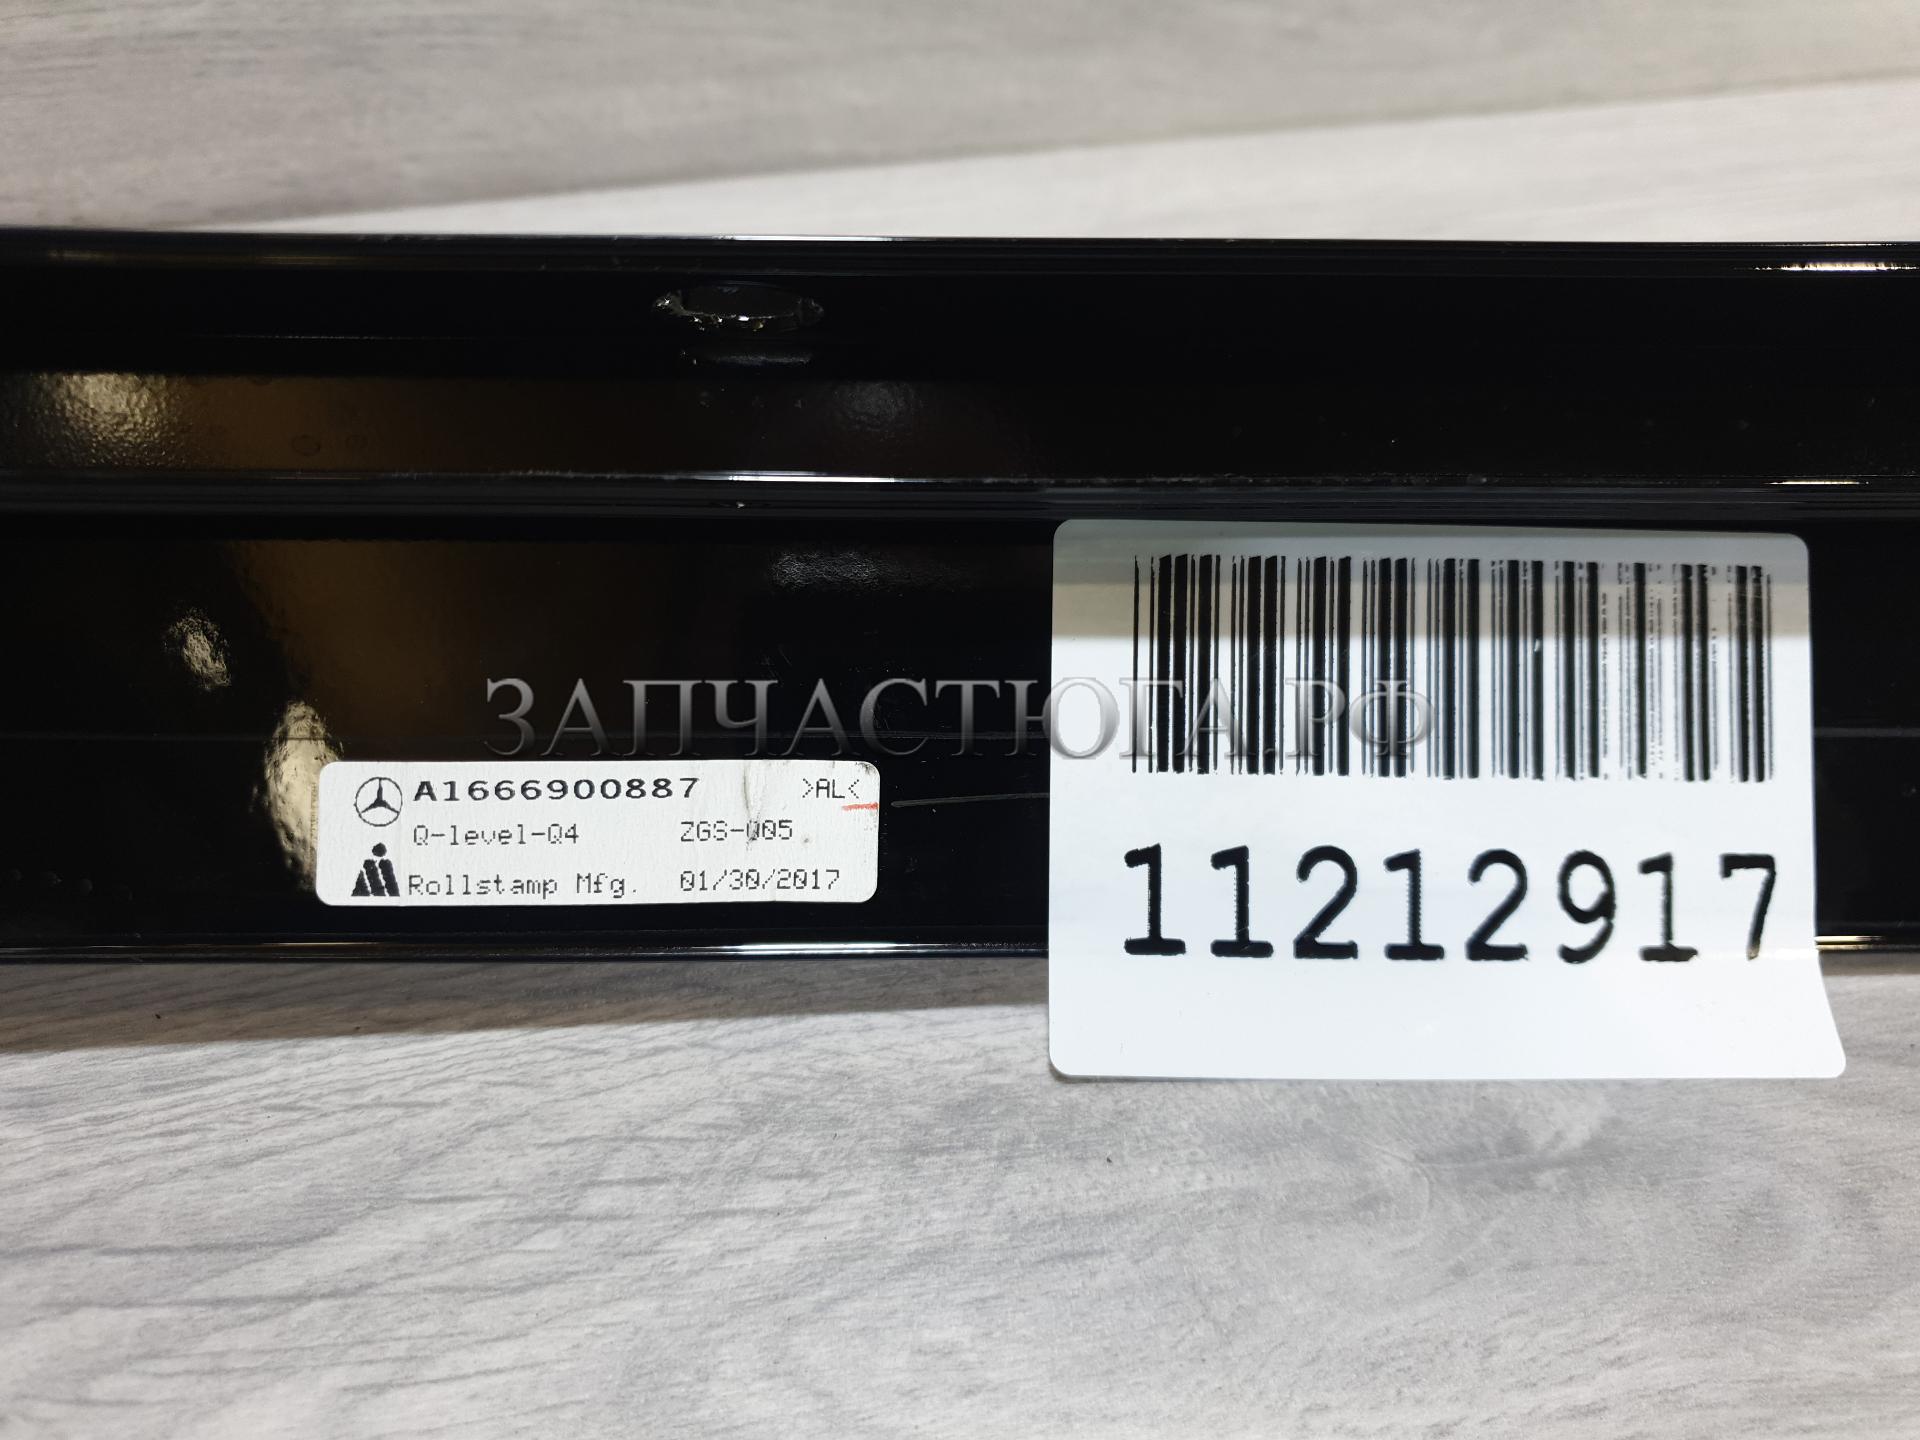 ЗАПЧАСТЮГА.РФ
A1666900887 >AL<
Q-level-Q4 ZGS-005
Rollstamp Mfg. 01/30/2017
11212917